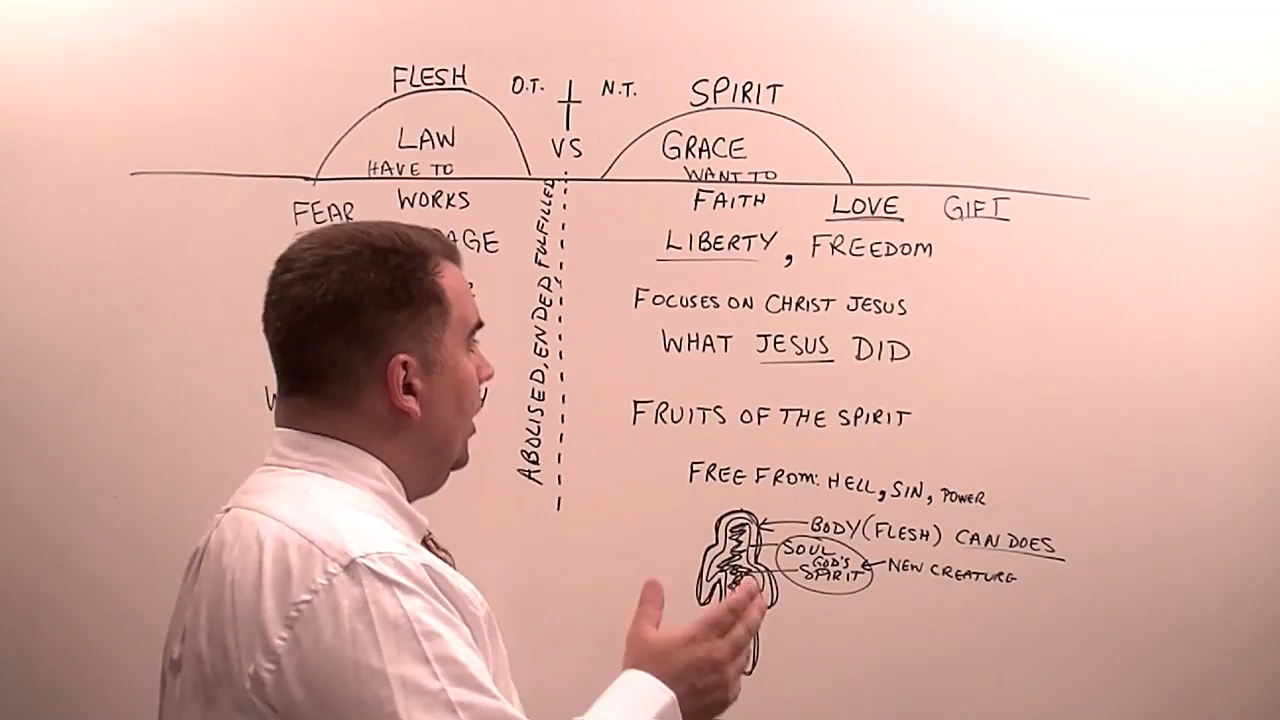 FLESH O.T. VS N.T. SPIRIT
LAW
HAVE TO
GRACE
WANT TO
FEAR WORKS
ABOLISED, ENDED FULFILLED
FAITH LOVE GIFT
LIBERTY, FREEDOM
FOCUSES ON CHRIST JESUS
WHAT JESUS DID
FRUITS OF THE SPIRIT
FREE FROM: HELL, SIN, POWER
BODY (FLESH) CAN DOES
SOUL
GOD'S
SPIRIT
NEW CREATURE